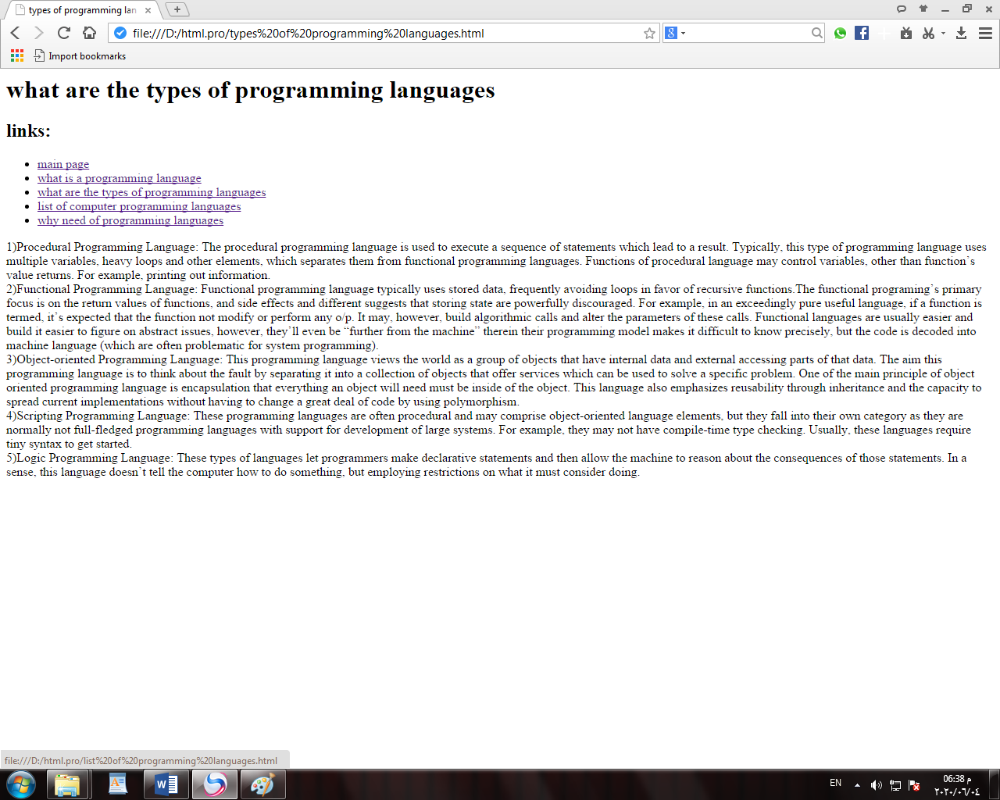 types of programming lan
file:///D:/html.pro/types%20of%20programming%20languages.html
Import bookmarks
what are the types of programming languages
links:
main page
what is a programming language
what are the types of programming languages
list of computer programming languages
why need of programming languages
1)Procedural Programming Language: The procedural programming language is used to execute a sequence of statements which lead to a result. Typically, this type of programming language uses
multiple variables, heavy loops and other elements, which separates them from functional programming languages. Functions of procedural language may control variables, other than function’s
value returns. For example, printing out information.
2)Functional Programming Language: Functional programming language typically uses stored data, frequently avoiding loops in favor of recursive functions.The functional programing’s primary
focus is on the return values of functions, and side effects and different suggests that storing state are powerfully discouraged. For example, in an exceedingly pure useful language, if a function is
termed, it’s expected that the function not modify or perform any o/p. It may, however, build algorithmic calls and alter the parameters of these calls. Functional languages are usually easier and
build it easier to figure on abstract issues, however, they’ll even be “further from the machine” therein their programming model makes it difficult to know precisely, but the code is decoded into
machine language (which are often problematic for system programming).
3)Object-oriented Programming Language: This programming language views the world as a group of objects that have internal data and external accessing parts of that data. The aim this
programming language is to think about the fault by separating it into a collection of objects that offer services which can be used to solve a specific problem. One of the main principle of object
oriented programming language is encapsulation that everything an object will need must be inside of the object. This language also emphasizes reusability through inheritance and the capacity to
spread current implementations without having to change a great deal of code by using polymorphism.
4)Scripting Programming Language: These programming languages are often procedural and may comprise object-oriented language elements, but they fall into their own category as they are
normally not full-fledged programming languages with support for development of large systems. For example, they may not have compile-time type checking. Usually, these languages require
tiny syntax to get started.
5)Logic Programming Language: These types of languages let programmers make declarative statements and then allow the machine to reason about the consequences of those statements. In a
sense, this language doesn’t tell the computer how to do something, but employing restrictions on what it must consider doing.
file:///D:/html.pro/list%20of%20programming%20languages.html
EN
06:38 م
٢٠٢٠/٠٦/٠٤